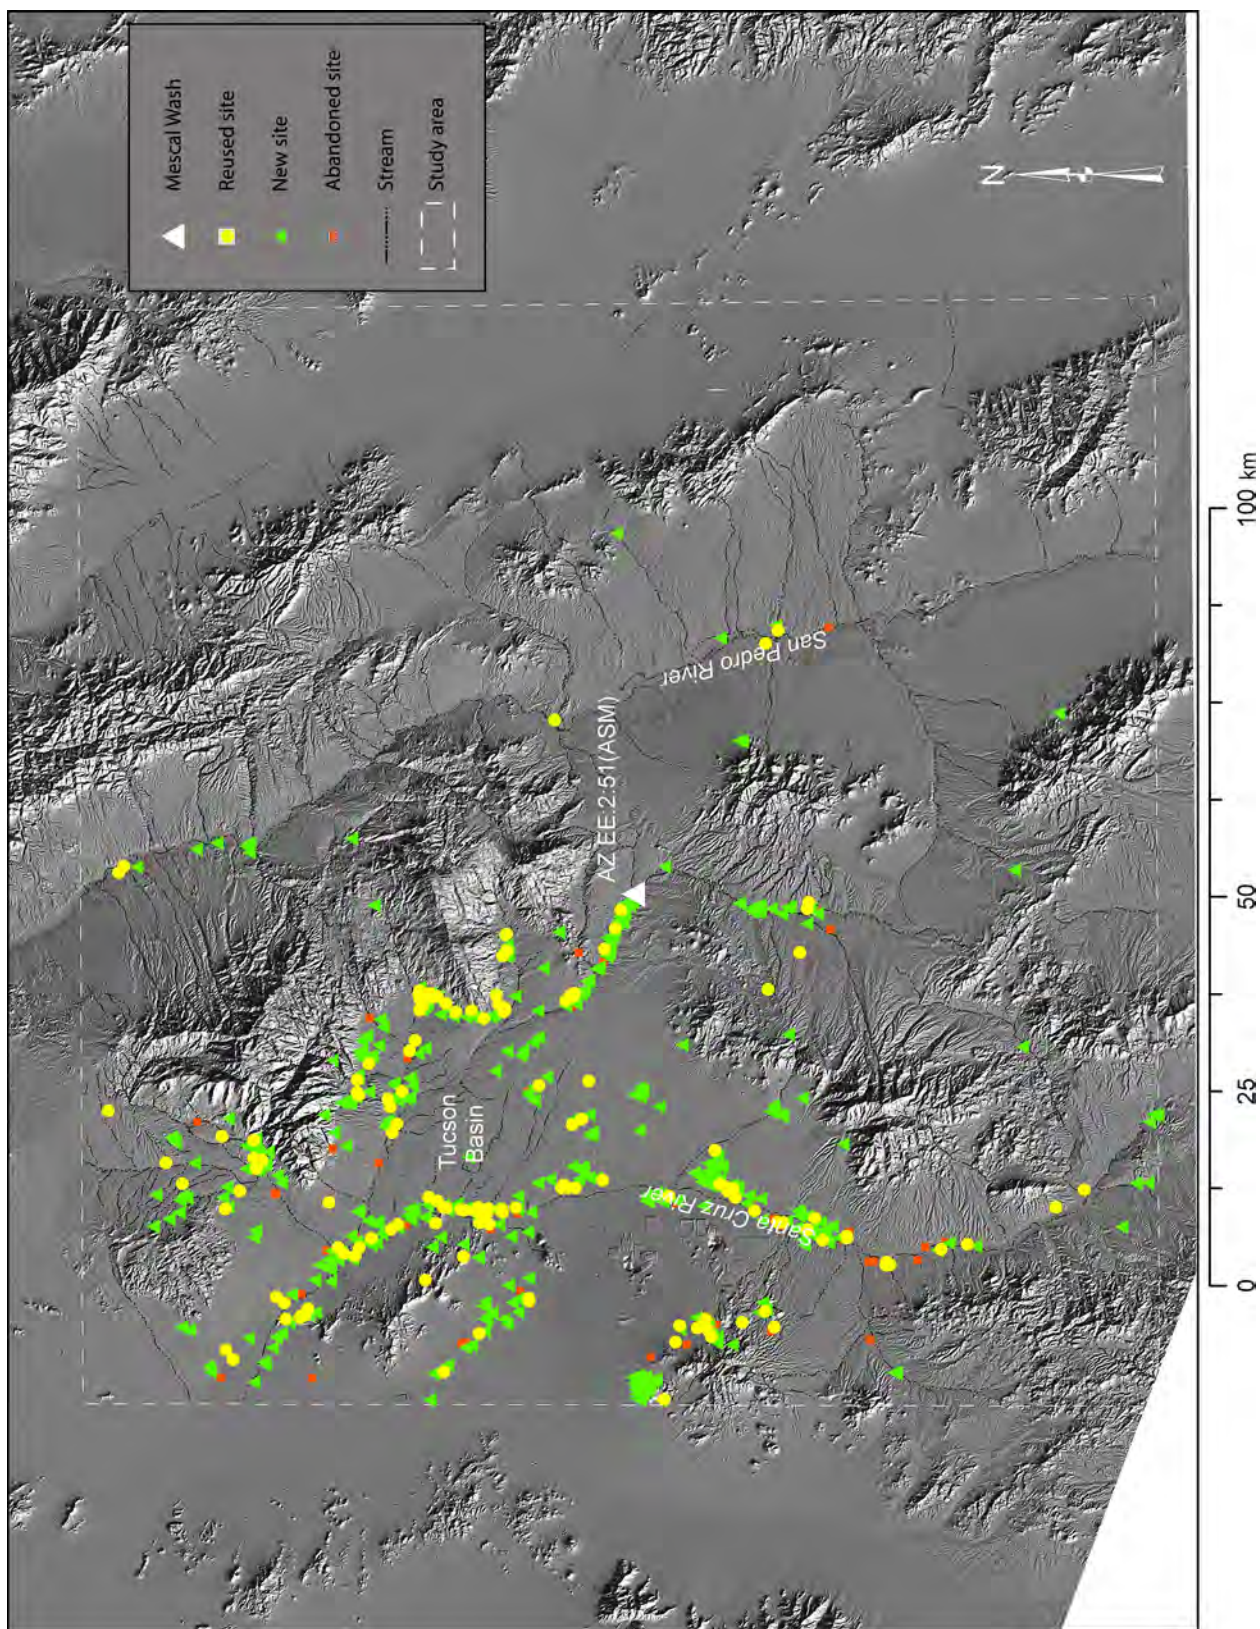 Mescal Wash
Reused site
New site
Abandoned site
Stream
Study area
N
AZ EE:2:51(ASM)
San Pedro River
Tucson
Basin
Santa Cruz River
0
25
50
100 km